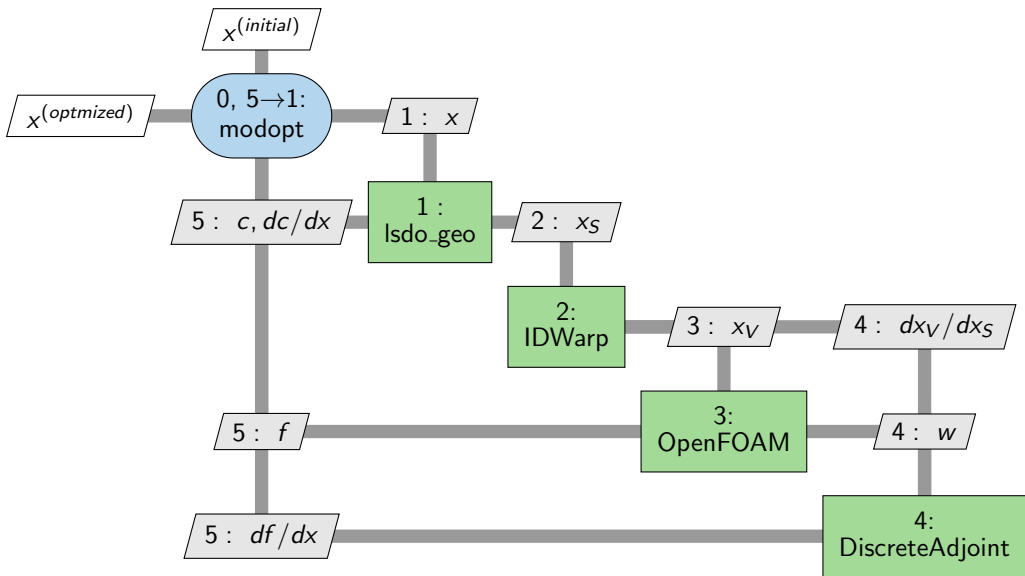 x^(initial)
x^(optmized)
0, 5→1:
modopt
1 : x
5 : c, dc/dx
1 :
lsdo_geo
2 : x_S
2:
IDWarp
3 : x_V
4 : dx_V/dx_S
5 : f
3:
OpenFOAM
4 : w
5 : df/dx
4:
DiscreteAdjoint